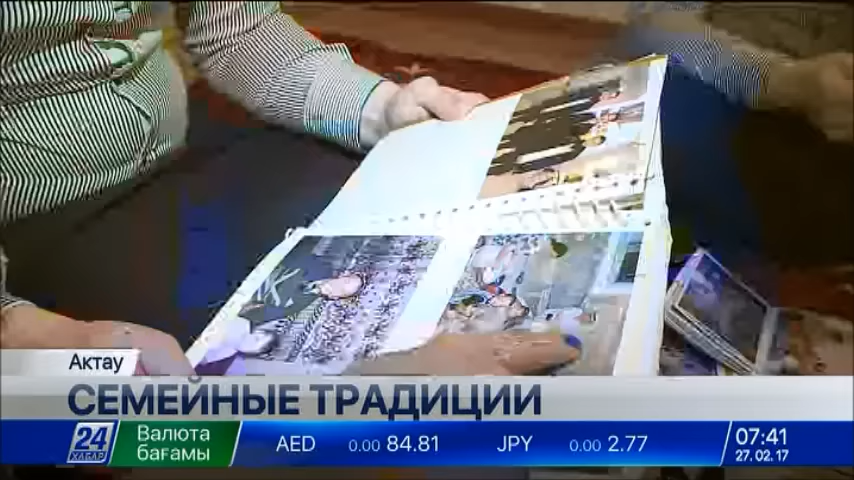 Актау
СЕМЕЙНЫЕ ТРАДИЦИИ
24
ХАБАР
Валюта
бағамы
AED 0.00 84.81 JPY 0.00 2.77
07:41
27.02.17